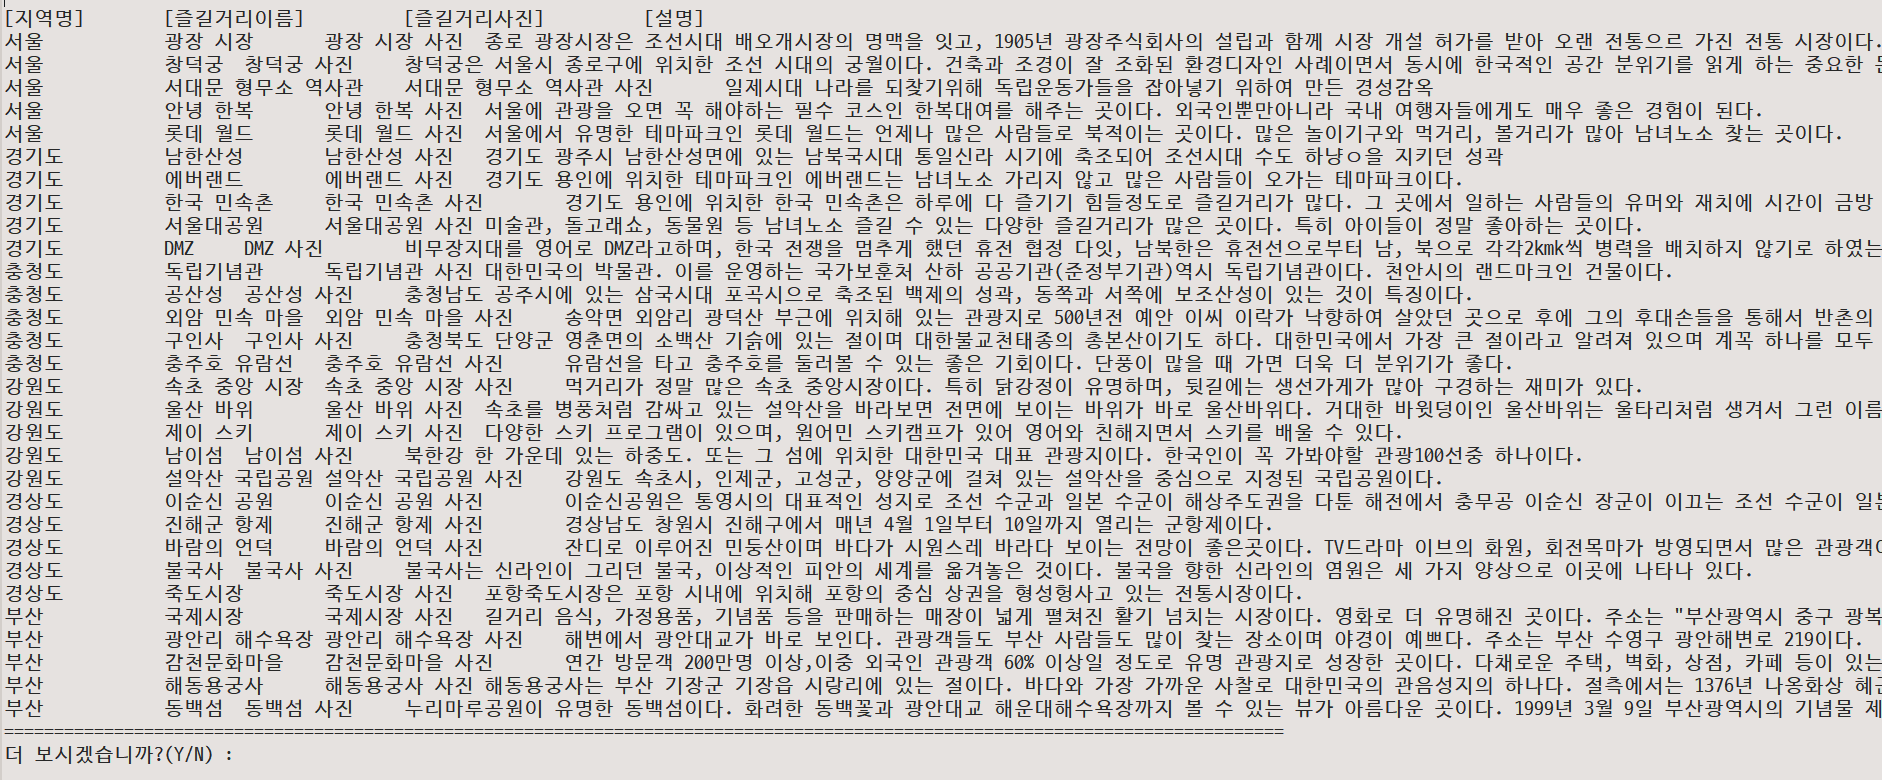 [지역명] [즐길거리이름] [즐길거리사진] [설명]
서울 광장 시장 광장 시장 사진 종로 광장시장은 조선시대 배오개시장의 명맥을 잇고, 1905년 광장주식회사의 설립과 함께 시장 개설 허가를 받아 오랜 전통으르 가진 전통 시장이다.
서울 창덕궁 창덕궁 사진 창덕궁은 서울시 종로구에 위치한 조선 시대의 궁월이다. 건축과 조경이 잘 조화된 환경디자인 사례이면서 동시에 한국적인 공간 분위기를 읽게 하는 중요한
서울 서대문 형무소 역사관 서대문 형무소 역사관 사진 일제시대 나라를 되찾기위해 독립운동가들을 잡아넣기 위하여 만든 경성감옥
서울 안녕 한복 안녕 한복 사진 서울에 관광을 오면 꼭 해야하는 필수 코스인 한복대여를 해주는 곳이다. 외국인뿐만아니라 국내 여행자들에게도 매우 좋은 경험이 된다.
서울 롯데 월드 롯데 월드 사진 서울에서 유명한 테마파크인 롯데 월드는 언제나 많은 사람들로 북적이는 곳이다. 많은 놀이기구와 먹거리, 볼거리가 많아 남녀노소 찾는 곳이다.
경기도 남한산성 남한산성 사진 경기도 광주시 남한산성면에 있는 남북국시대 통일신라 시기에 축조되어 조선시대 수도 하냥ㅇ을 지키던 성곽
경기도 에버랜드 에버랜드 사진 경기도 용인에 위치한 테마파크인 에버랜드는 남녀노소 가리지 않고 많은 사람들이 오가는 테마파크이다.
경기도 한국 민속촌 한국 민속촌 사진 경기도 용인에 위치한 한국 민속촌은 하루에 다 즐기기 힘들정도로 즐길거리가 많다. 그 곳에서 일하는 사람들의 유머와 재치에 시간이 금방
경기도 서울대공원 서울대공원 사진 미술관, 돌고래쇼, 동물원 등 남녀노소 즐길 수 있는 다양한 즐길거리가 많은 곳이다. 특히 아이들이 정말 좋아하는 곳이다.
경기도 DMZ DMZ 사진 비무장지대를 영어로 DMZ라고하며, 한국 전쟁을 멈추게 했던 휴전 협정 다잇, 남북한은 휴전선으로부터 남, 북으로 각각2kmk씩 병력을 배치하지 않기로 하였는
충청도 독립기념관 독립기념관 사진 대한민국의 박물관. 이를 운영하는 국가보훈처 산하 공공기관(준정부기관)역시 독립기념관이다. 천안시의 랜드마크인 건물이다.
충청도 공산성 공산성 사진 충청남도 공주시에 있는 삼국시대 포곡시으로 축조된 백제의 성곽, 동쪽과 서쪽에 보조산성이 있는 것이 특징이다.
충청도 외암 민속 마을 외암 민속 마을 사진 송악면 외암리 광덕산 부근에 위치해 있는 관광지로 500년전 예안 이씨 이락가 낙향하여 살았던 곳으로 후에 그의 후대손들을 통해서 반촌의
충청도 구인사 구인사 사진 충청북도 단양군 영춘면의 소백산 기슭에 있는 절이며 대한불교천태종의 총본산이기도 하다. 대한민국에서 가장 큰 절이라고 알려져 있으며 계곡 하나를 모두
충청도 충주호 유람선 충주호 유람선 사진 유람선을 타고 충주호를 둘러볼 수 있는 좋은 기회이다. 단풍이 많을 때 가면 더욱 더 분위기가 좋다.
강원도 속초 중앙 시장 속초 중앙 시장 사진 먹거리가 정말 많은 속초 중앙시장이다. 특히 닭강정이 유명하며, 뒷길에는 생선가게가 많아 구경하는 재미가 있다.
강원도 울산 바위 울산 바위 사진 속초를 병풍처럼 감싸고 있는 설악산을 바라보면 전면에 보이는 바위가 바로 울산바위다. 거대한 바윗덩이인 울산바위는 울타리처럼 생겨서 그런 이름
강원도 제이 스키 제이 스키 사진 다양한 스키 프로그램이 있으며, 원어민 스키캠프가 있어 영어와 친해지면서 스키를 배울 수 있다.
강원도 남이섬 남이섬 사진 북한강 한 가운데 있는 하중도. 또는 그 섬에 위치한 대한민국 대표 관광지이다. 한국인이 꼭 가봐야할 관광100선중 하나이다.
강원도 설악산 국립공원 설악산 국립공원 사진 강원도 속초시, 인제군, 고성군, 양양군에 걸쳐 있는 설악산을 중심으로 지정된 국립공원이다.
경상도 이순신 공원 이순신 공원 사진 이순신공원은 통영시의 대표적인 성지로 조선 수군과 일본 수군이 해상주도권을 다툰 해전에서 충무공 이순신 장군이 이끄는 조선 수군이
경상도 진해군 항제 진해군 항제 사진 경상남도 창원시 진해구에서 매년 4월 1일부터 10일까지 열리는 군항제이다.
경상도 바람의 언덕 바람의 언덕 사진 잔디로 이루어진 민둥산이며 바다가 시원스레 바라다 보이는 전망이 좋은곳이다. TV드라마 이브의 화원, 회전목마가 방영되면서 많은 관광객이
경상도 불국사 불국사 사진 불국사는 신라인이 그리던 불국, 이상적인 피안의 세계를 옮겨놓은 것이다. 불국을 향한 신라인의 염원은 세 가지 양상으로 이곳에 나타나 있다.
경상도 죽도시장 죽도시장 사진 포항죽도시장은 포항 시내에 위치해 포항의 중심 상권을 형성형사고 있는 전통시장이다.
부산 국제시장 국제시장 사진 길거리 음식, 가정용품, 기념품 등을 판매하는 매장이 넓게 펼쳐진 활기 넘치는 시장이다. 영화로 더 유명해진 곳이다. 주소는 "부산광역시 중구 광복
부산 광안리 해수욕장 광안리 해수욕장 사진 해변에서 광안대교가 바로 보인다. 관광객들도 부산 사람들도 많이 찾는 장소이며 야경이 예쁘다. 주소는 부산 수영구 광안해변로 219이다.
부산 감천문화마을 감천문화마을 사진 연간 방문객 200만명 이상,이중 외국인 관광객 60% 이상일 정도로 유명 관광지로 성장한 곳이다. 다채로운 주택, 벽화, 상점, 카페 등이 있는
부산 해동용궁사 해동용궁사 사진 해동용궁사는 부산 기장군 기장읍 시랑리에 있는 절이다. 바다와 가장 가까운 사찰로 대한민국의 관음성지의 하나다. 절측에서는 1376년 나옹화상 혜근
부산 동백섬 동백섬 사진 누리마루공원이 유명한 동백섬이다. 화려한 동백꽃과 광안대교 해운대해수욕장까지 볼 수 있는 뷰가 아름다운 곳이다. 1999년 3월 9일 부산광역시의 기념물 제
더 보시겠습니까?(Y/N) :